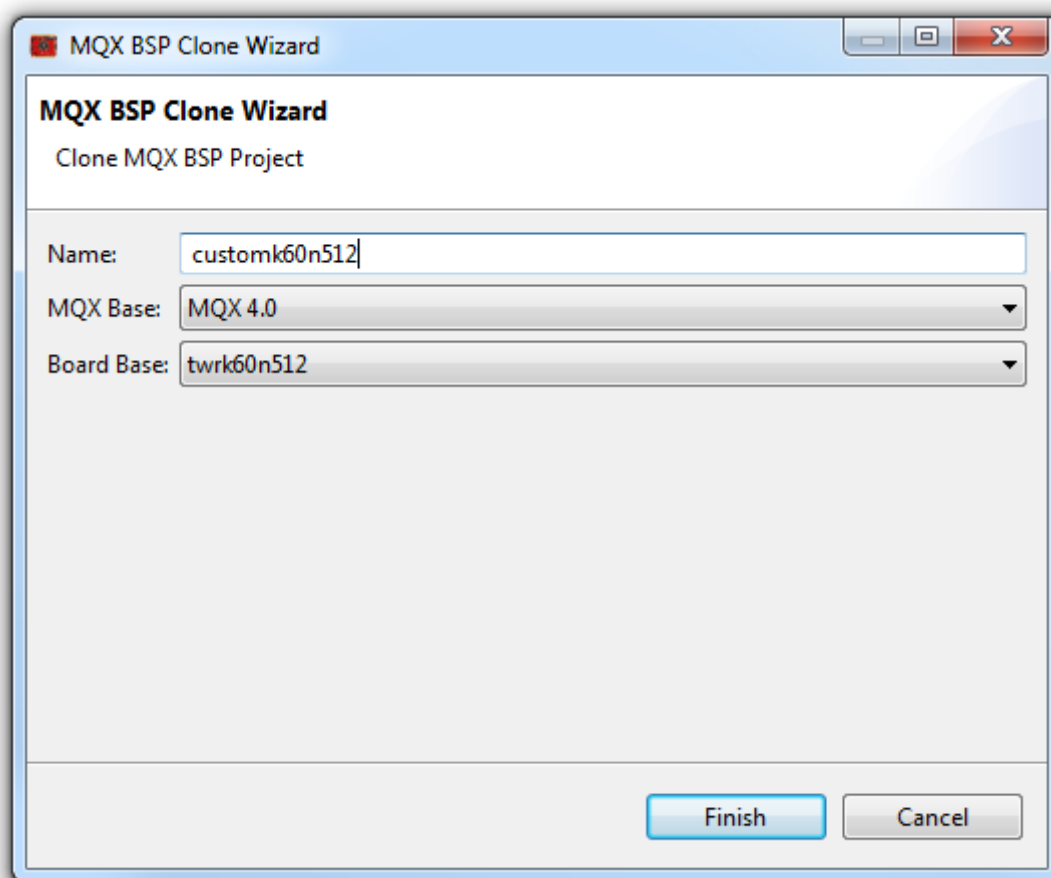 MQX BSP Clone Wizard
MQX BSP Clone Wizard
Clone MQX BSP Project
Name: customk60n512
MQX Base: MQX 4.0
Board Base: twrk60n512
Finish Cancel